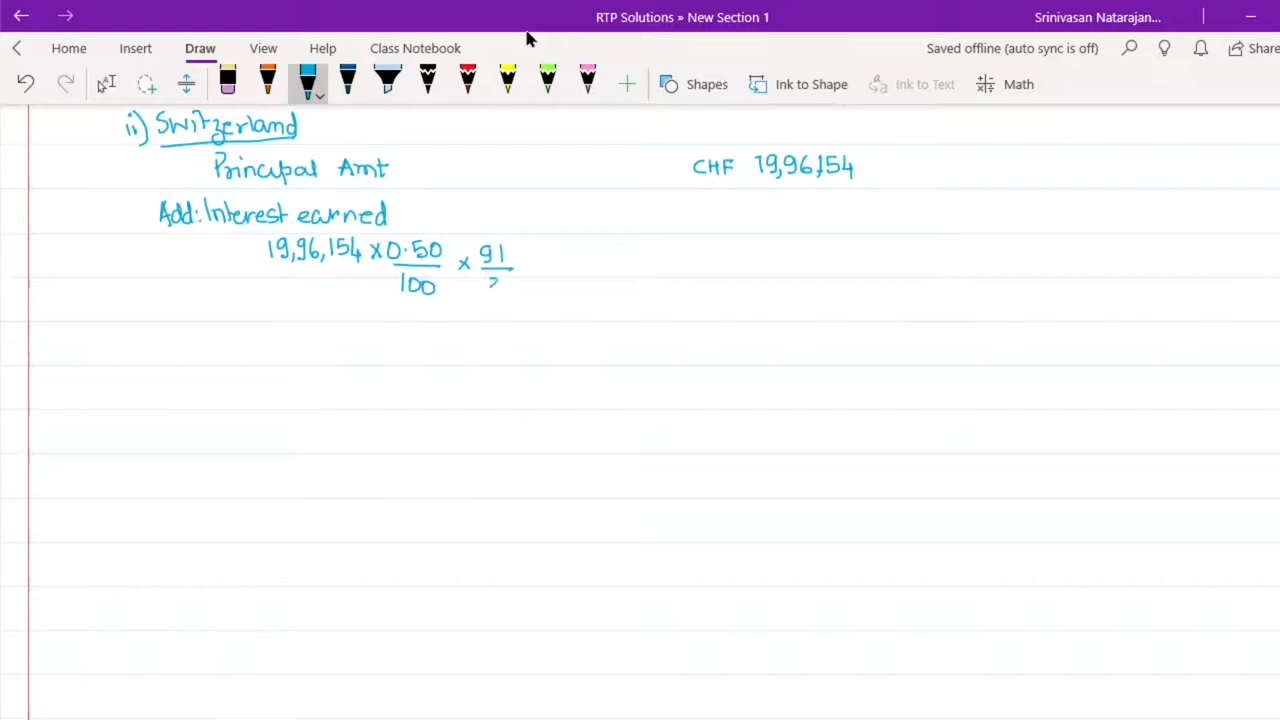 RTP Solutions » New Section 1
Srinivasan Natarajan...
Home Insert Draw View Help Class Notebook
Saved offline (auto sync is off)
Share
Shapes Ink to Shape Ink to Text Math
ii) Switzerland
Principal Amt CHF 19,96,154
Add: Interest earned
19,96,154 x 0.50 x 91
100